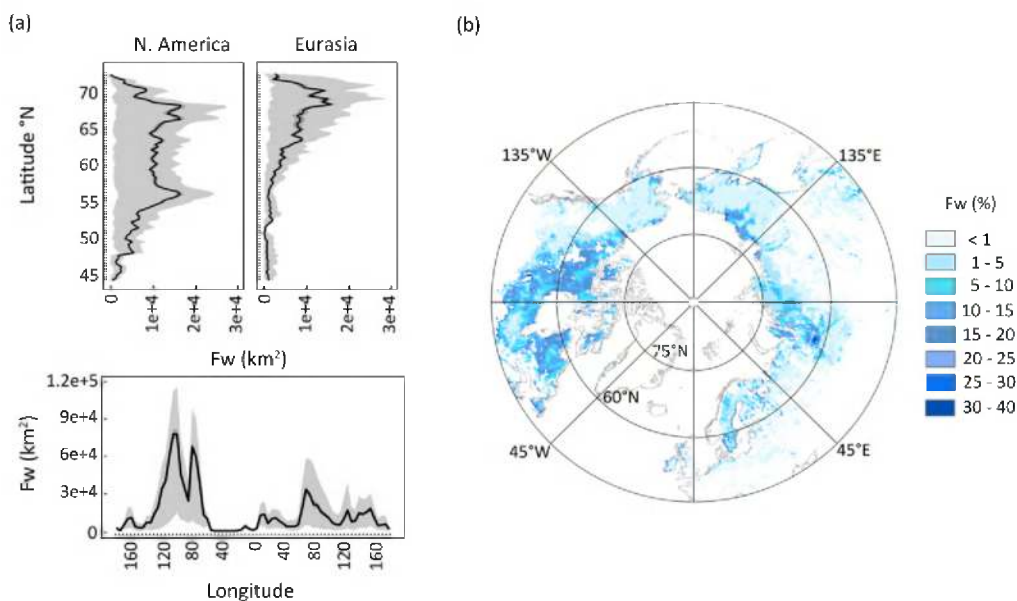 (a)
N. America
Eurasia
Latitude °N
70
65
60
55
50
45
0
1e+4
2e+4
3e+4
0
1e+4
2e+4
3e+4
Fw (km²)
Fw (km²)
1.2e+5
9e+4
6e+4
3e+4
0
160
120
80
40
0
40
80
120
160
Longitude
(b)
135°W
135°E
75°N
60°N
45°W
45°E
Fw (%)
< 1
1 - 5
5 - 10
10 - 15
15 - 20
20 - 25
25 - 30
30 - 40